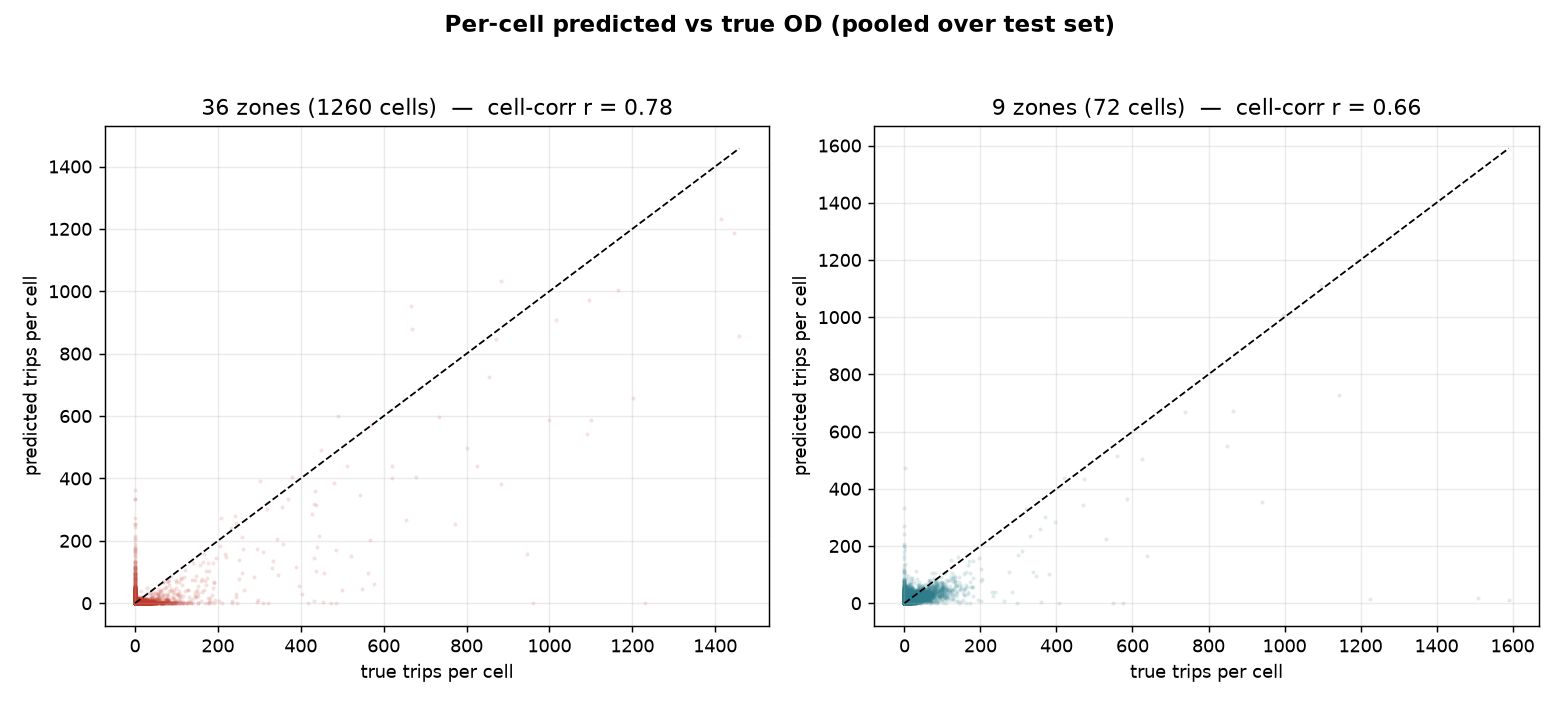 Per-cell predicted vs true OD (pooled over test set)
36 zones (1260 cells) — cell-corr r = 0.78
1400
1200
1000
800
600
400
200
0
predicted trips per cell
0 200 400 600 800 1000 1200 1400
true trips per cell
9 zones (72 cells) — cell-corr r = 0.66
1600
1400
1200
1000
800
600
400
200
0
predicted trips per cell
0 200 400 600 800 1000 1200 1400 1600
true trips per cell